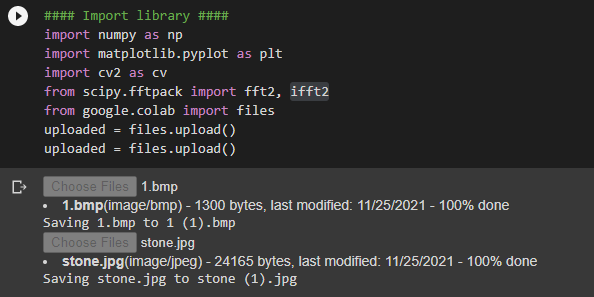 #### Import library ####
import numpy as np
import matplotlib.pyplot as plt
import cv2 as cv
from scipy.fftpack import fft2, ifft2
from google.colab import files
uploaded = files.upload()
uploaded = files.upload()
Choose Files 1.bmp
• 1.bmp(image/bmp) - 1300 bytes, last modified: 11/25/2021 - 100% done
Saving 1.bmp to 1 (1).bmp
Choose Files stone.jpg
• stone.jpg(image/jpeg) - 24165 bytes, last modified: 11/25/2021 - 100% done
Saving stone.jpg to stone (1).jpg